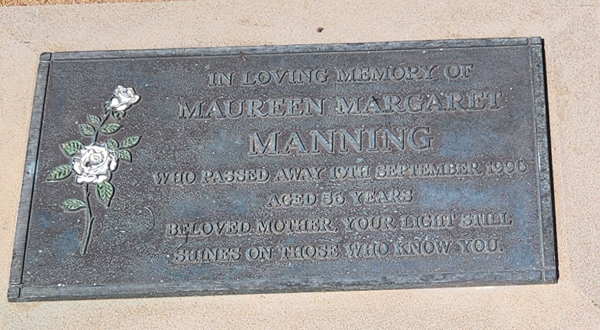 IN LOVING MEMORY OF
MAUREEN MARGARET
MANNING
WHO PASSED AWAY 19TH SEPTEMBER 1996
AGED 56 YEARS
BELOVED MOTHER, YOUR LIGHT STILL
SHINES ON THOSE WHO KNOW YOU.